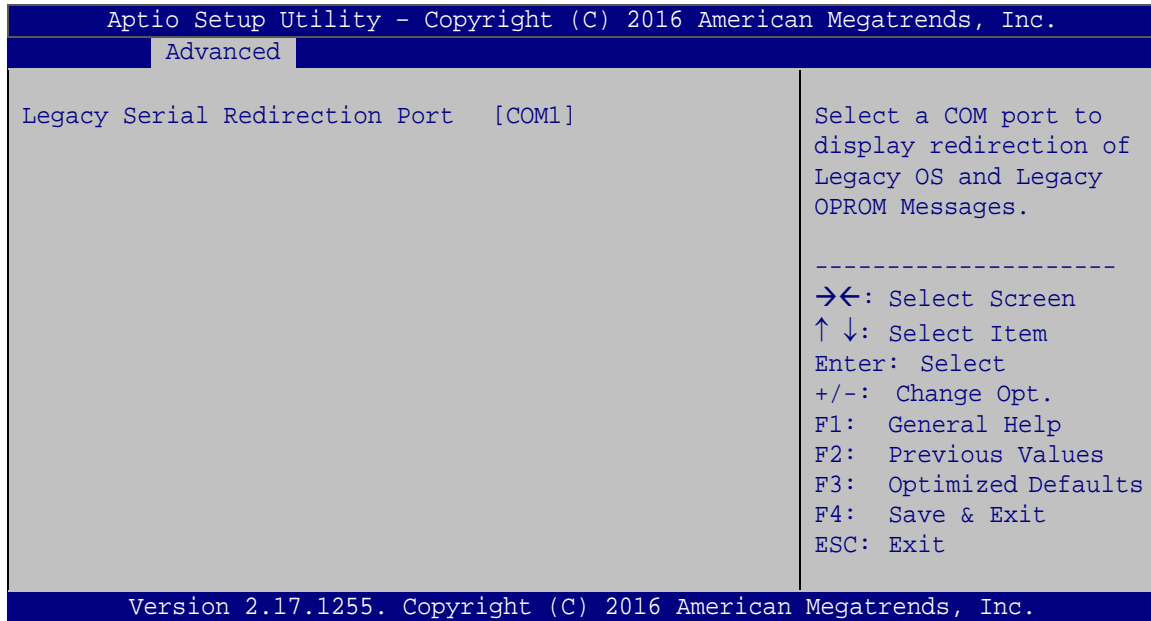 Aptio Setup Utility – Copyright (C) 2016 American Megatrends, Inc.
Advanced
Legacy Serial Redirection Port [COM1]
Select a COM port to
display redirection of
Legacy OS and Legacy
OPROM Messages.
---------------------
→←: Select Screen
↑ ↓: Select Item
Enter: Select
+/-: Change Opt.
F1: General Help
F2: Previous Values
F3: Optimized Defaults
F4: Save & Exit
ESC: Exit
Version 2.17.1255. Copyright (C) 2016 American Megatrends, Inc.